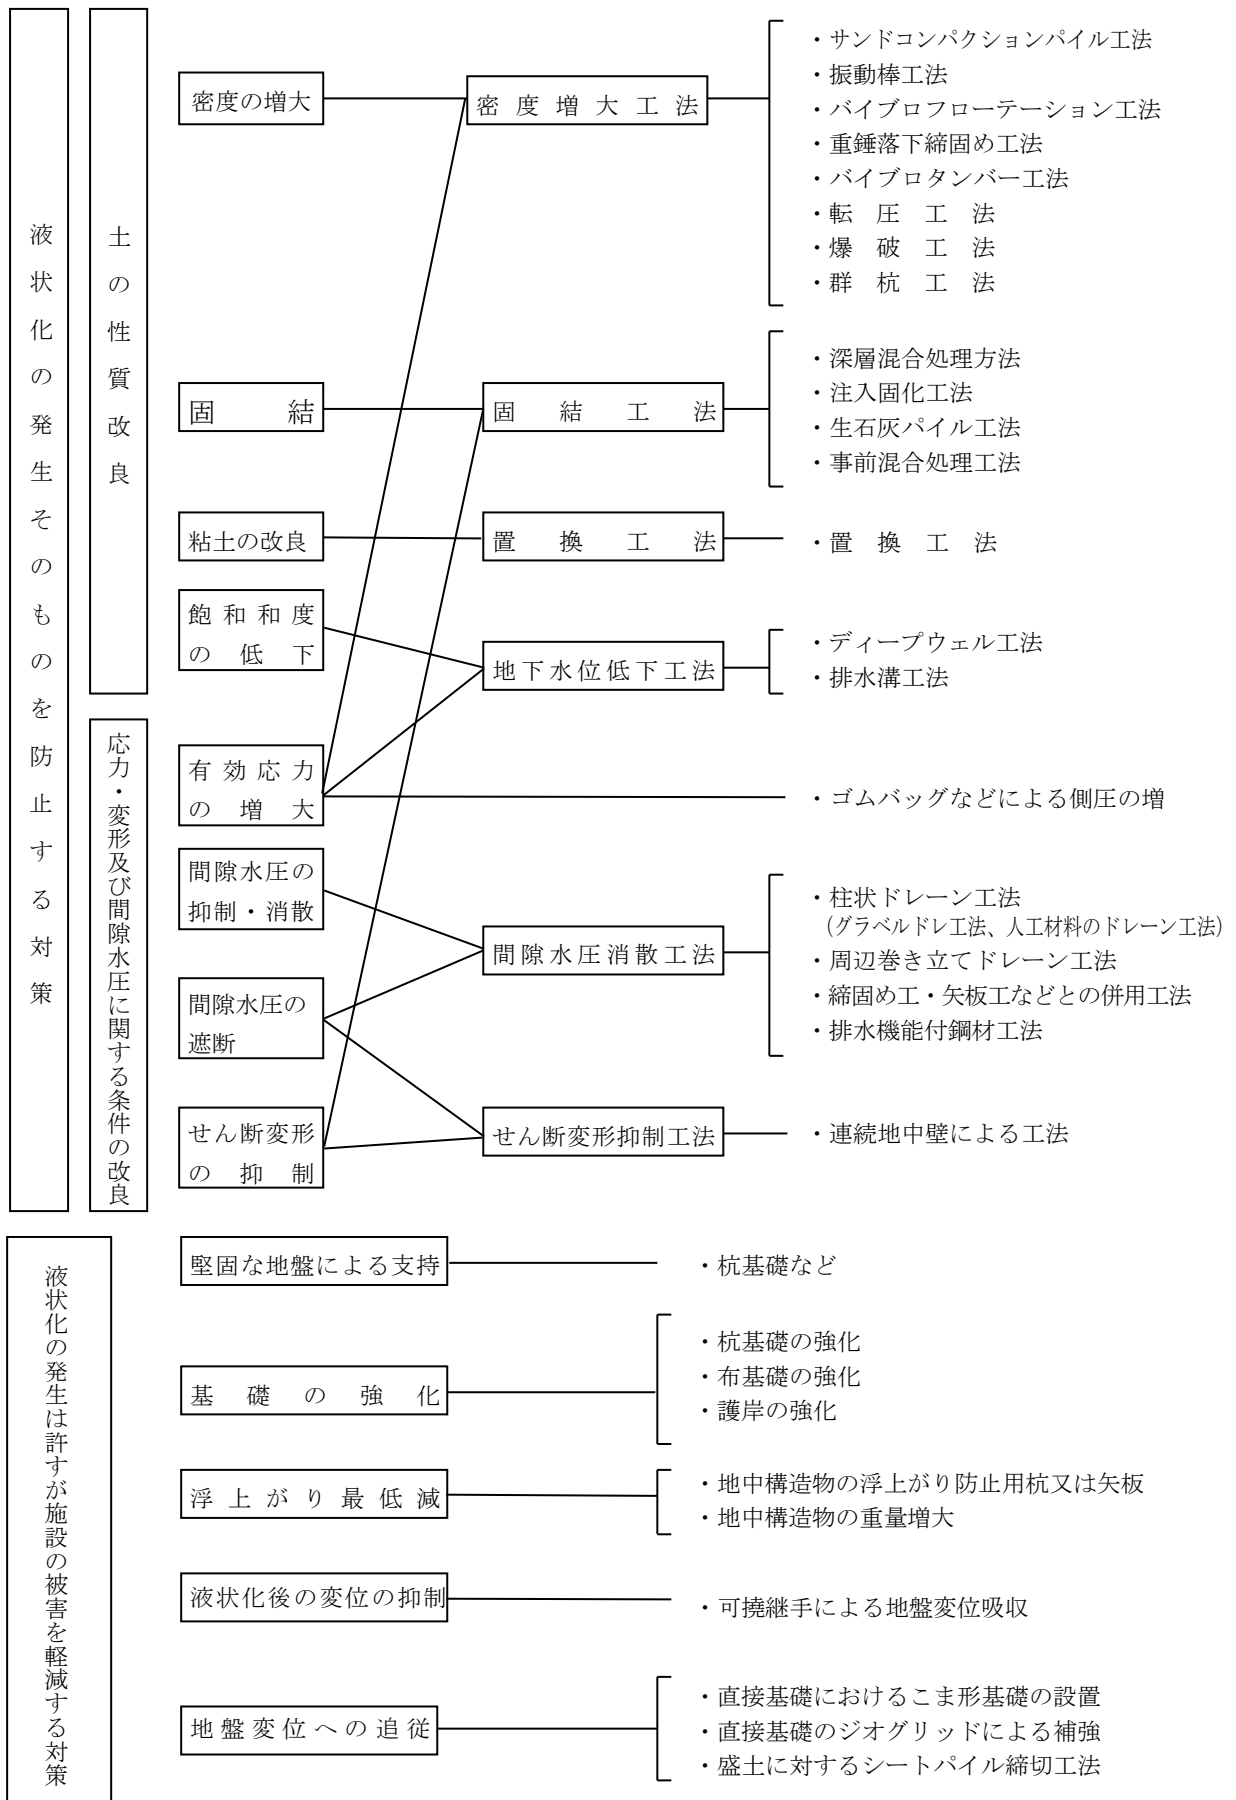 液状化の発生そのものを防止する対策
土の性質改良
密度の増大
密度増大工法
・サンドコンパクションパイル工法
・振動棒工法
・バイブロフローテーション工法
・重錘落下締固め工法
・バイブロタンパー工法
・転圧工法
・爆破工法
・群杭工法
固結
固結工法
・深層混合処理方法
・注入固化工法
・生石灰パイル工法
・事前混合処理工法
粘土の改良
置換工法
・置換工法
飽和和度
の低下
地下水位低下工法
・ディープウェル工法
・排水溝工法
応力・変形及び間隙水圧に関する条件の改良
有効応力
の増大
・ゴムバッグなどによる側圧の増
間隙水圧の
抑制・消散
間隙水圧消散工法
・柱状ドレーン工法
(グラベルドレ工法、人工材料のドレーン工法)
・周辺巻き立てドレーン工法
・締固め工・矢板工などとの併用工法
・排水機能付鋼材工法
間隙水圧の
遮断
せん断変形
の抑制
せん断変形抑制工法
・連続地中壁による工法
液状化の発生は許すが施設の被害を軽減する対策
堅固な地盤による支持
・杭基礎など
基礎の強化
・杭基礎の強化
・布基礎の強化
・護岸の強化
浮上がり最低減
・地中構造物の浮上がり防止用杭又は矢板
・地中構造物の重量増大
液状化後の変位の抑制
・可撓継手による地盤変位吸収
地盤変位への追従
・直接基礎におけるこま形基礎の設置
・直接基礎のジオグリッドによる補強
・盛土に対するシートパイル締切工法